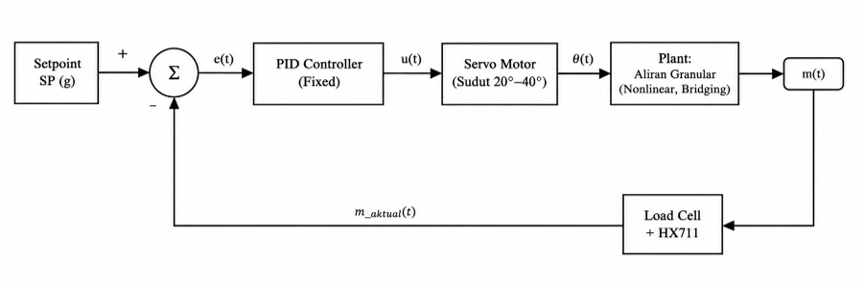 Setpoint
SP (g)
+
−
Σ
e(t)
PID Controller
(Fixed)
u(t)
Servo Motor
(Sudut 20°–40°)
θ(t)
Plant:
Aliran Granular
(Nonlinear, Bridging)
m(t)
m_aktual(t)
Load Cell
+ HX711